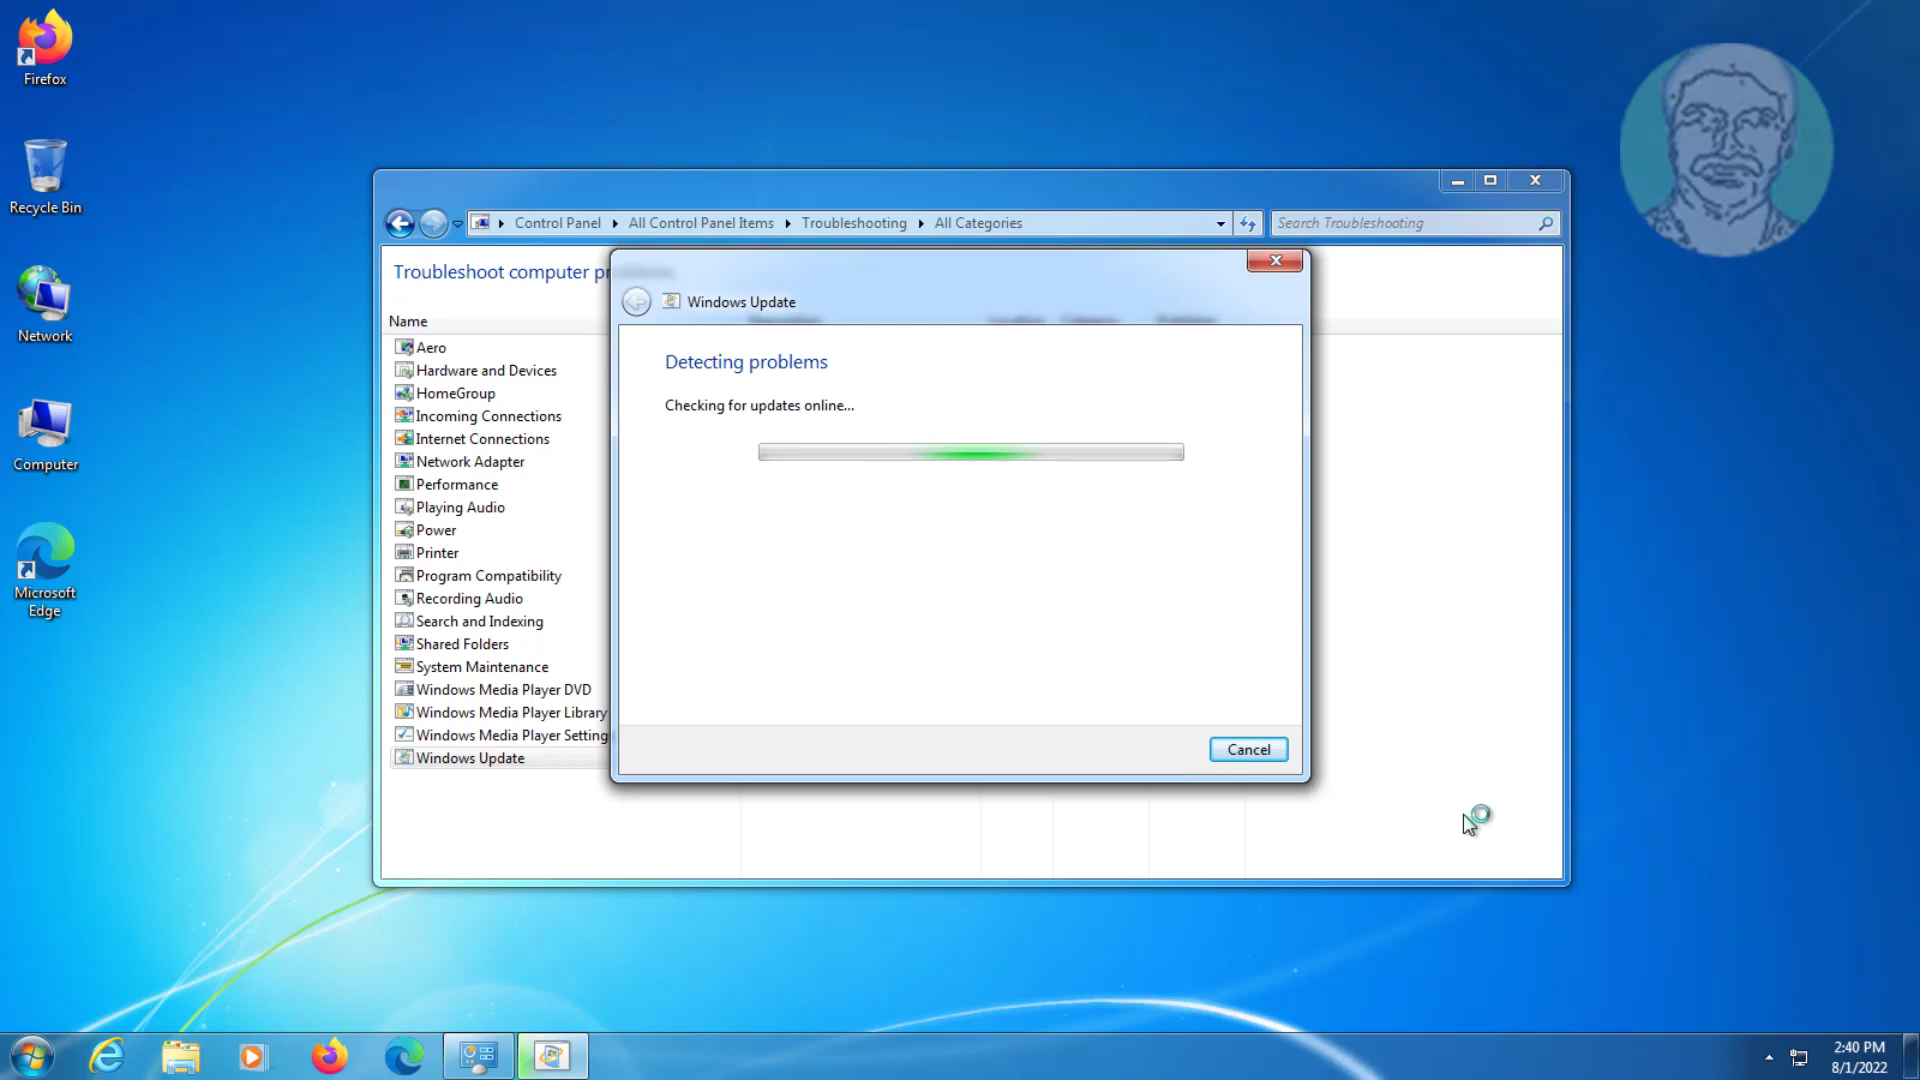 Firefox
Recycle Bin
Network
Computer
Microsoft
Edge
Control Panel
All Control Panel Items
Troubleshooting
All Categories
Search Troubleshooting
Troubleshoot computer
Name
Aero
Hardware and Devices
HomeGroup
Incoming Connections
Internet Connections
Network Adapter
Performance
Playing Audio
Power
Printer
Program Compatibility
Recording Audio
Search and Indexing
Shared Folders
System Maintenance
Windows Media Player DVD
Windows Media Player Library
Windows Media Player Setting
Windows Update
Windows Update
Detecting problems
Checking for updates online...
Cancel
2:40 PM
8/1/2022